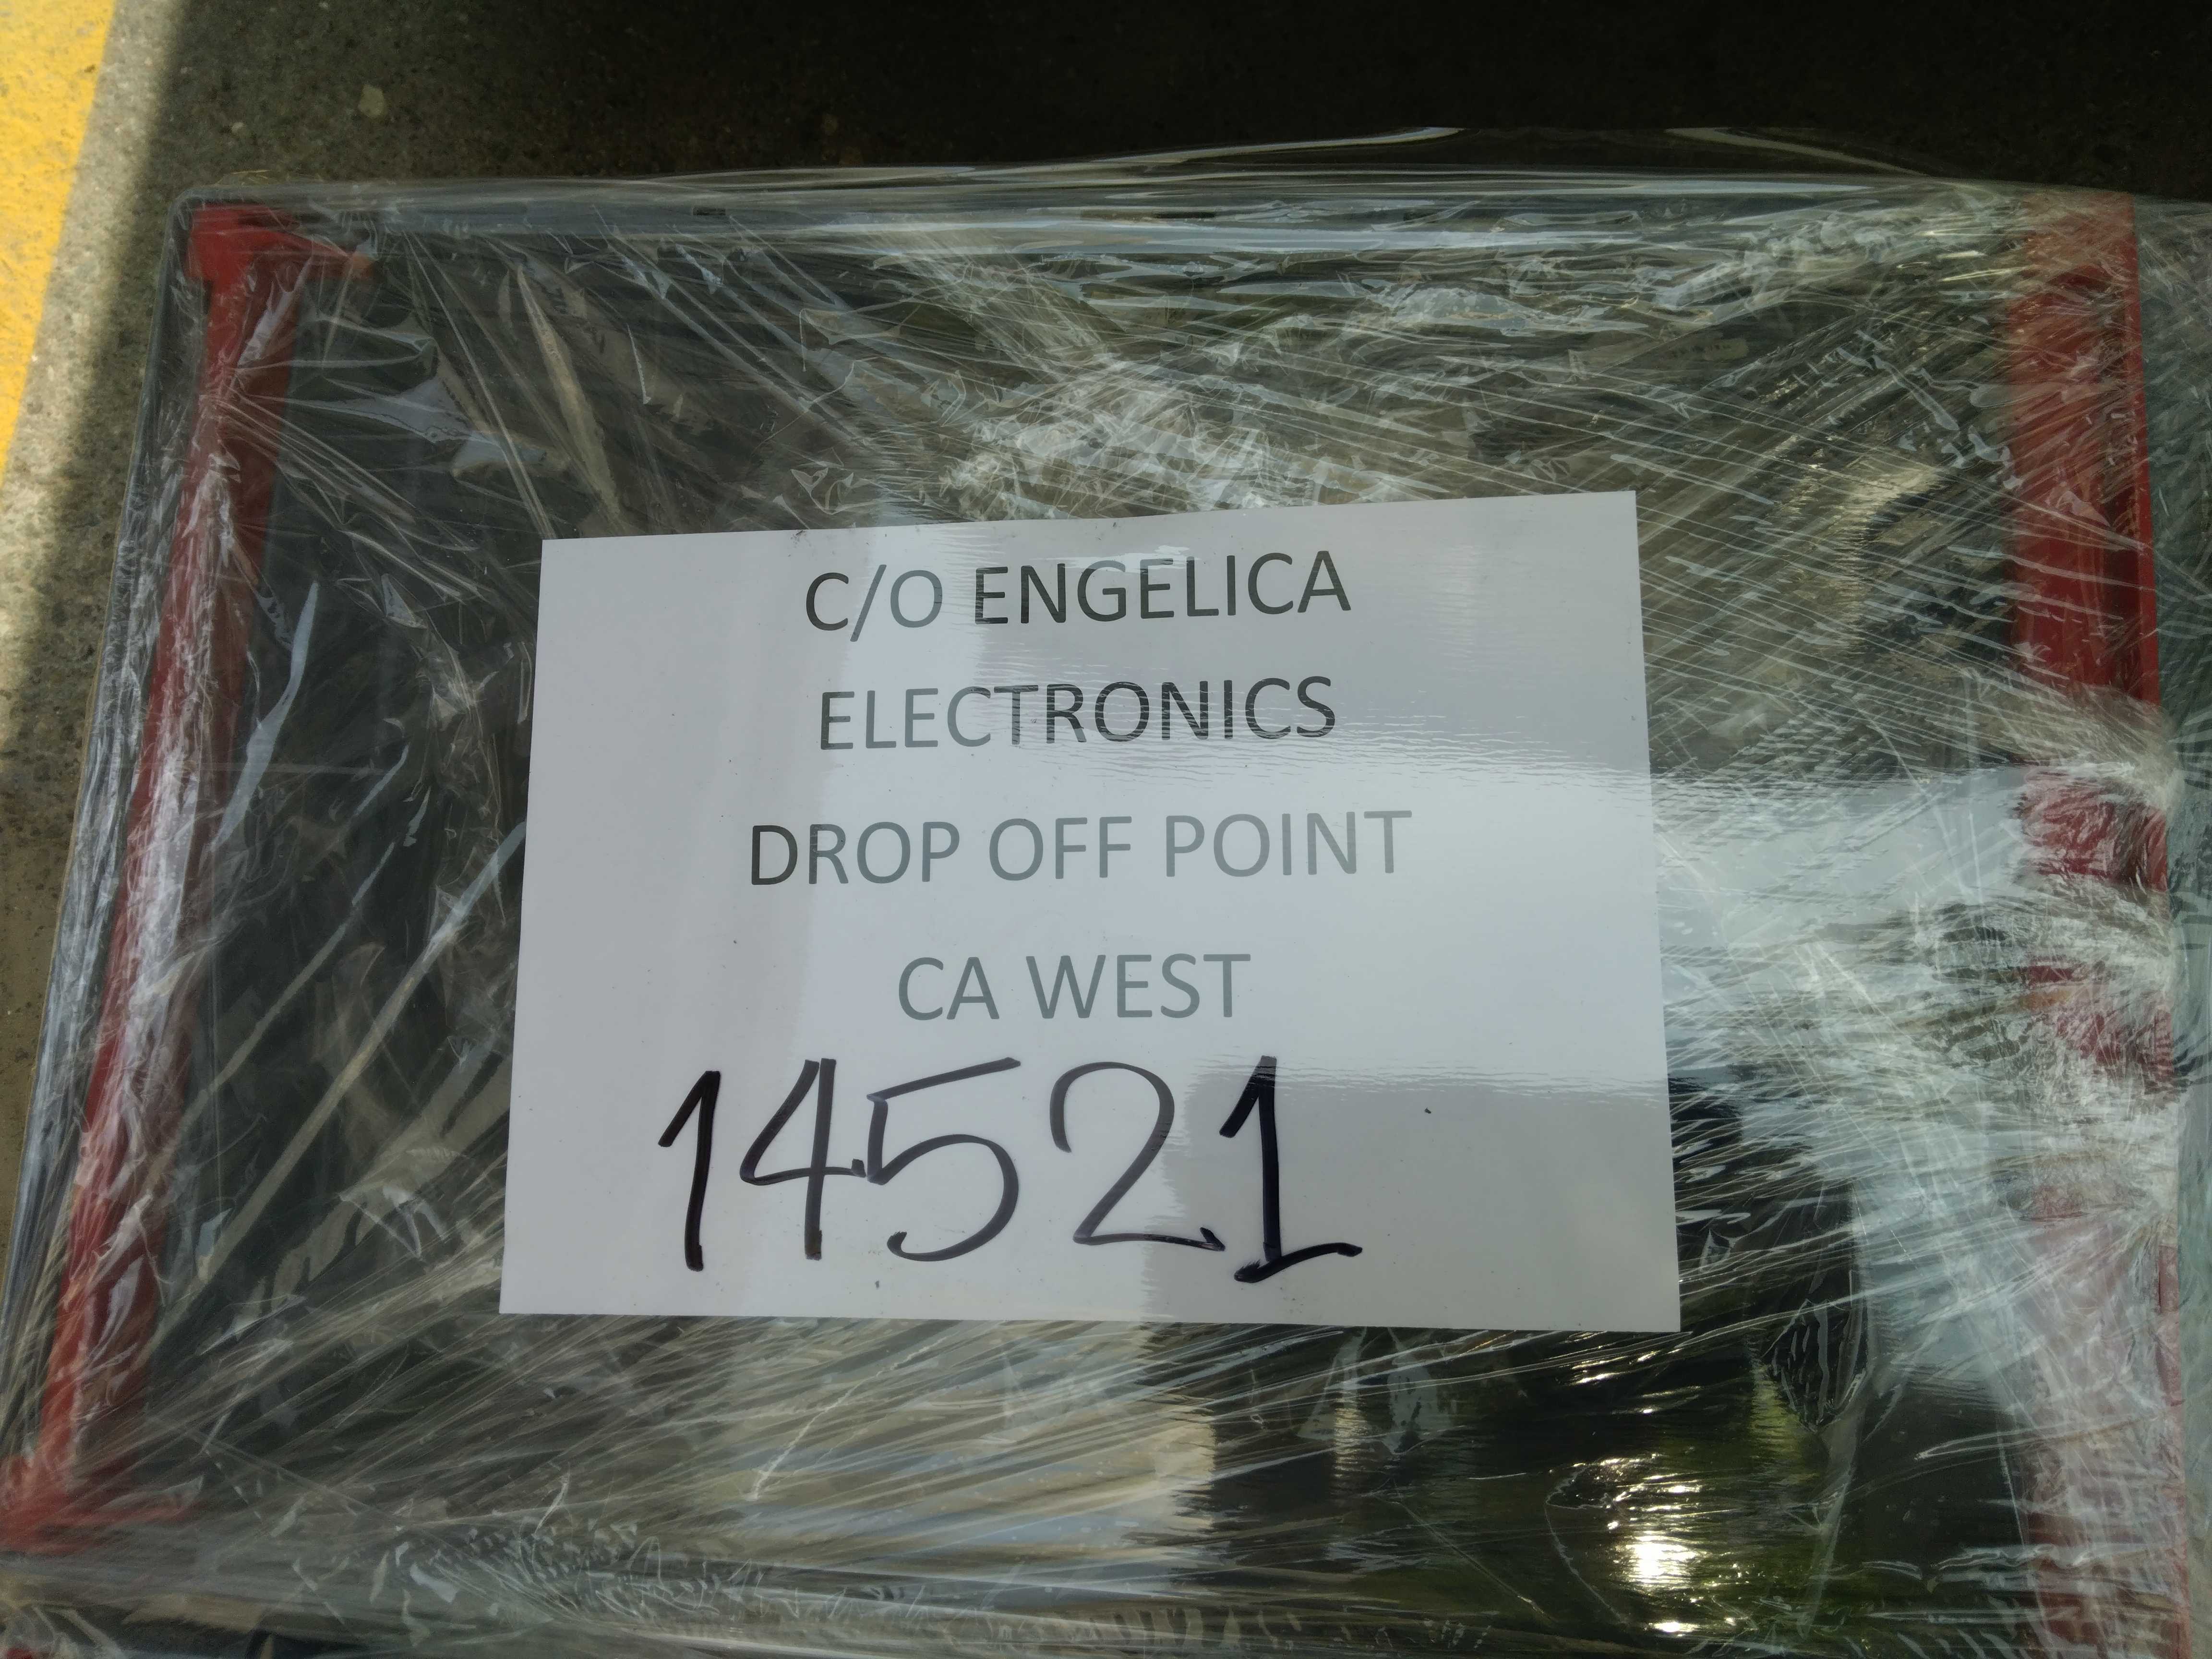 C/O ENGELICA
ELECTRONICS
DROP OFF POINT
CA WEST
14521